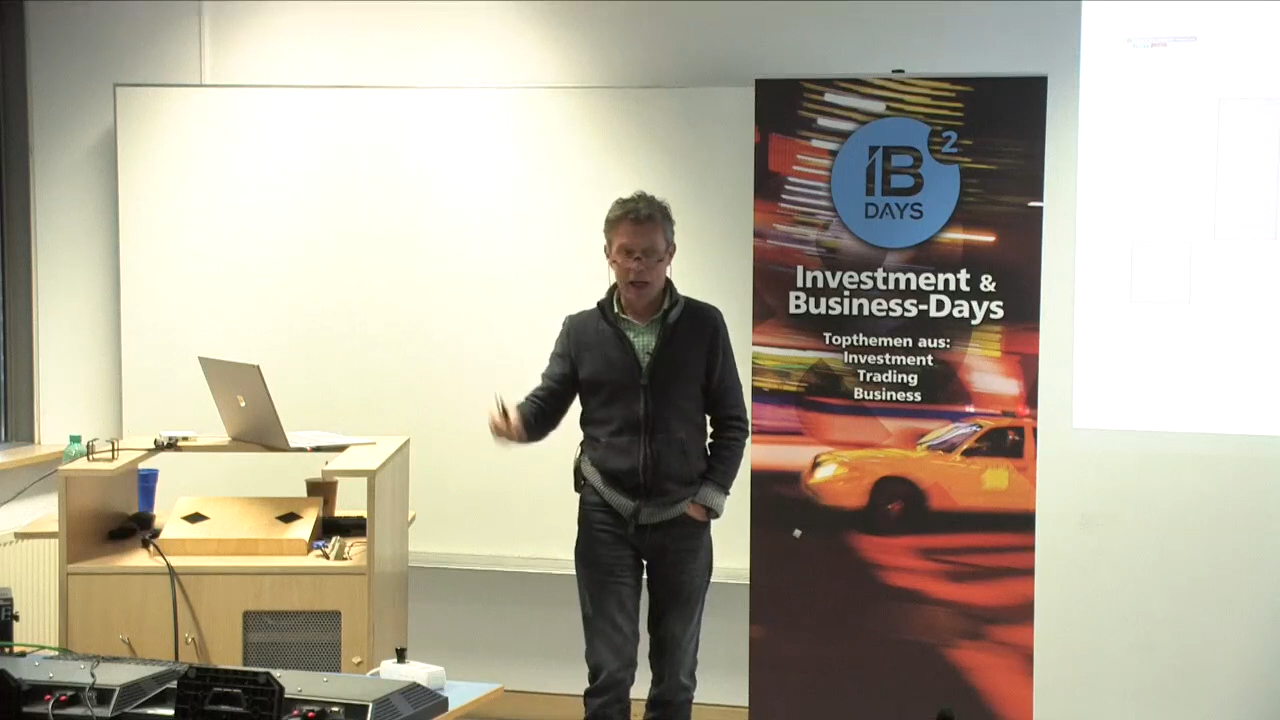 IB 2
DAYS
Investment &
Business-Days
Topthemen aus:
Investment
Trading
Business